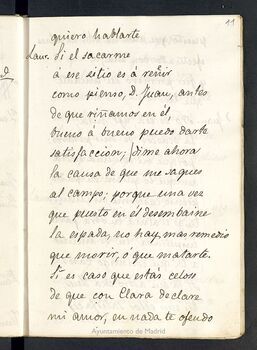 11
quiero hablarte
Laur. Si el sacarme
á ese sitio es á reñir
como pienso, D. Juan, antes
de que riñamos en él,
bueno á bueno puedo darte
satisfaccion; dime ahora
la causa de que me saques
al campo; porque una vez
que puesto en él desembaine
la espada, no hay mas remedio
que morir, ó que matarte.
Si en caso que estás celoso
de que con Clara declare
mi amor, en nada te ofendo
Ayuntamiento de Madrid